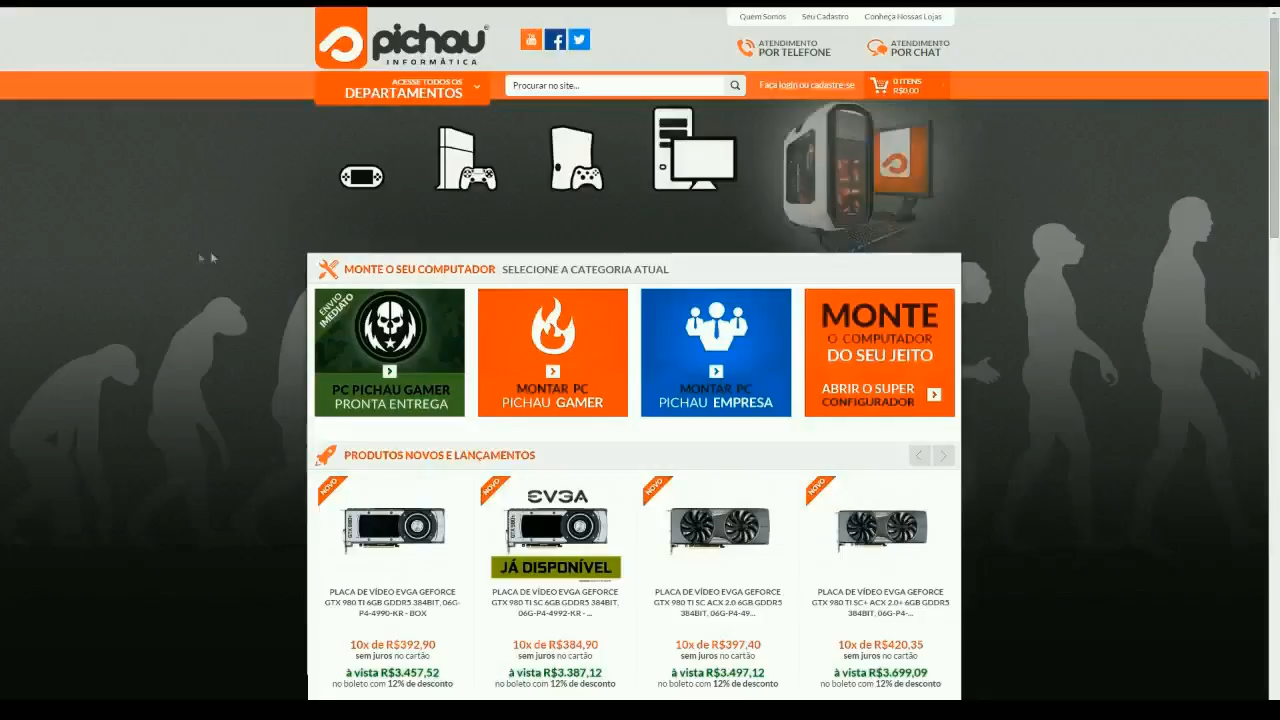 Quem Somos
Seu Cadastro
Conheça Nossas Lojas
pichau
INFORMÁTICA
You
Tube
ATENDIMENTO
POR TELEFONE
ATENDIMENTO
POR CHAT
ACESSE TODOS OS
DEPARTAMENTOS
Procurar no site...
Faça login ou cadastre-se
0 ITENS
R$0,00
MONTE O SEU COMPUTADOR SELECIONE A CATEGORIA ATUAL
ENVIO
IMEDIATO
PC PICHAU GAMER
PRONTA ENTREGA
MONTAR PC
PICHAU GAMER
MONTAR PC
PICHAU EMPRESA
MONTE
O COMPUTADOR
DO SEU JEITO
ABRIR O SUPER
CONFIGURADOR
PRODUTOS NOVOS E LANÇAMENTOS
NOVO
PLACA DE VÍDEO EVGA GEFORCE
GTX 980 TI 6GB GDDR5 384BIT, 06G-
P4-4990-KR - BOX
10x de R$392,90
sem juros no cartão
à vista R$3.457,52
no boleto com 12% de desconto
NOVO
EVGA
JÁ DISPONÍVEL
PLACA DE VÍDEO EVGA GEFORCE
GTX 980 TI SC 6GB GDDR5 384BIT,
06G-P4-4992-KR - ...
10x de R$384,90
sem juros no cartão
à vista R$3.387,12
no boleto com 12% de desconto
NOVO
PLACA DE VÍDEO EVGA GEFORCE
GTX 980 TI SC ACX 2.0 6GB GDDR5
384BIT, 06G-P4-49...
10x de R$397,40
sem juros no cartão
à vista R$3.497,12
no boleto com 12% de desconto
NOVO
PLACA DE VÍDEO EVGA GEFORCE
GTX 980 TI SC+ ACX 2.0+ 6GB GDDR5
384BIT, 06G-P4-...
10x de R$420,35
sem juros no cartão
à vista R$3.699,09
no boleto com 12% de desconto